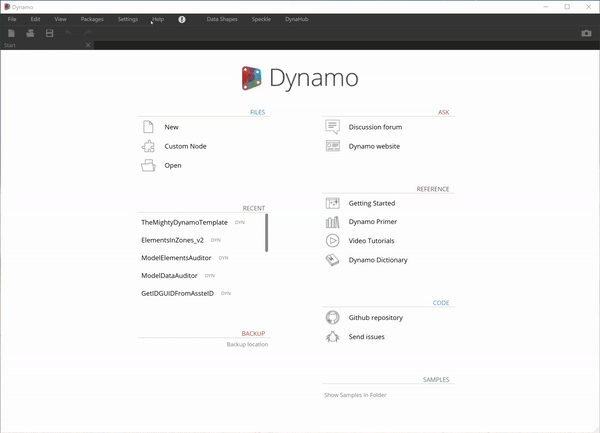 Dynamo
File Edit View Packages Settings Help Data Shapes Speckle DynaHub
Start
Dynamo
FILES
New
Custom Node
Open
RECENT
TheMightyDynamoTemplate DYN
ElementsInZones_v2 DYN
ModelElementsAuditor DYN
ModelDataAuditor DYN
GetIDGUIDFromAssteID DYN
BACKUP
Backup location
ASK
Discussion forum
Dynamo website
REFERENCE
Getting Started
Dynamo Primer
Video Tutorials
Dynamo Dictionary
CODE
Github repository
Send issues
SAMPLES
Show Samples in Folder